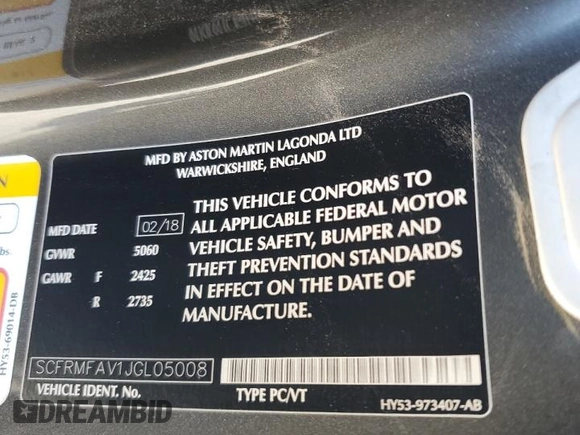 MFD BY ASTON MARTIN LAGONDA LTD
WARWICKSHIRE, ENGLAND
MFD DATE 02/18
GVWR 5060
GAWR F 2425
R 2735
THIS VEHICLE CONFORMS TO
ALL APPLICABLE FEDERAL MOTOR
VEHICLE SAFETY, BUMPER AND
THEFT PREVENTION STANDARDS
IN EFFECT ON THE DATE OF
MANUFACTURE.
SCFRMFAV1JGL05008
VEHICLE IDENT. No.
TYPE PC/VT
HY53-973407-AB
HY53-69014-DB
DREAMBID